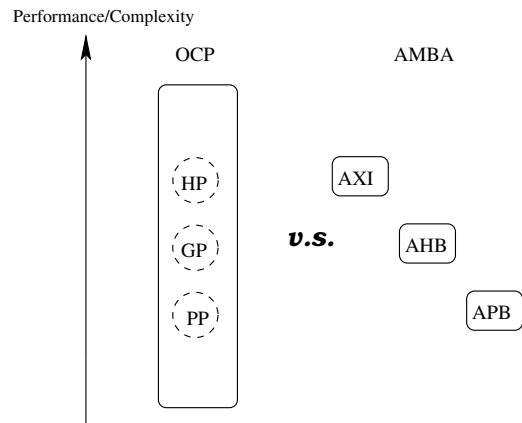 Performance/Complexity
OCP
AMBA
HP
AXI
GP
v.s.
AHB
PP
APB